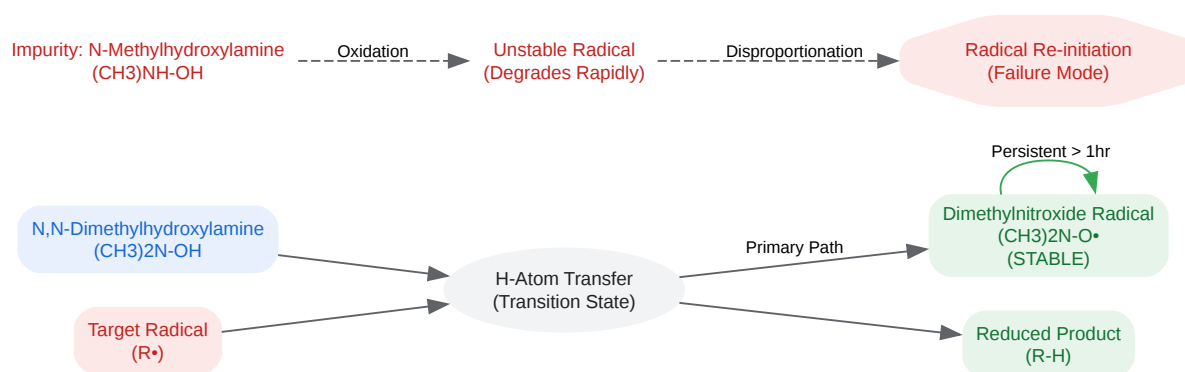 Impurity: N-Methylhydroxylamine
(CH3)NH-OH
Oxidation
Unstable Radical
(Degrades Rapidly)
Disproportionation
Radical Re-initiation
(Failure Mode)
Persistent > 1hr
N,N-Dimethylhydroxylamine
(CH3)2N-OH
Dimethylnitroxide Radical
(CH3)2N-O•
(STABLE)
Primary Path
H-Atom Transfer
(Transition State)
Target Radical
(R•)
Reduced Product
(R-H)